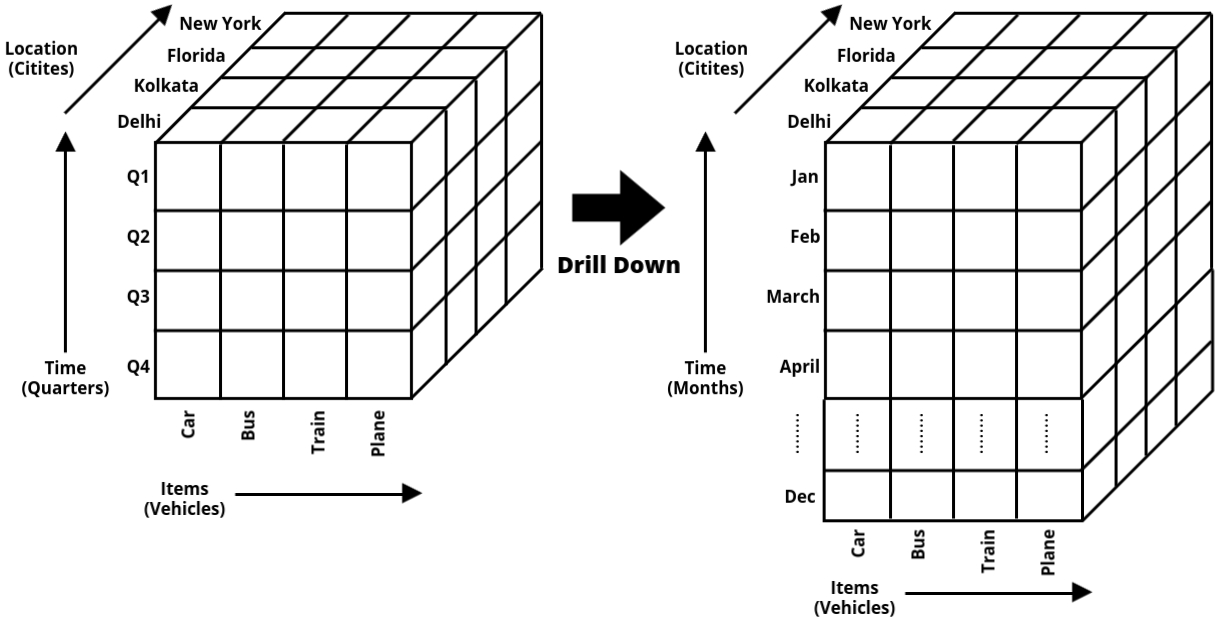 New York
Florida
Kolkata
Delhi
Location
(Citites)
Q1
Q2
Q3
Q4
Time
(Quarters)
Car
Bus
Train
Plane
Items
(Vehicles)
Drill Down
New York
Florida
Kolkata
Delhi
Location
(Citites)
Jan
Feb
March
April
Dec
Time
(Months)
Car
Bus
Train
Plane
Items
(Vehicles)